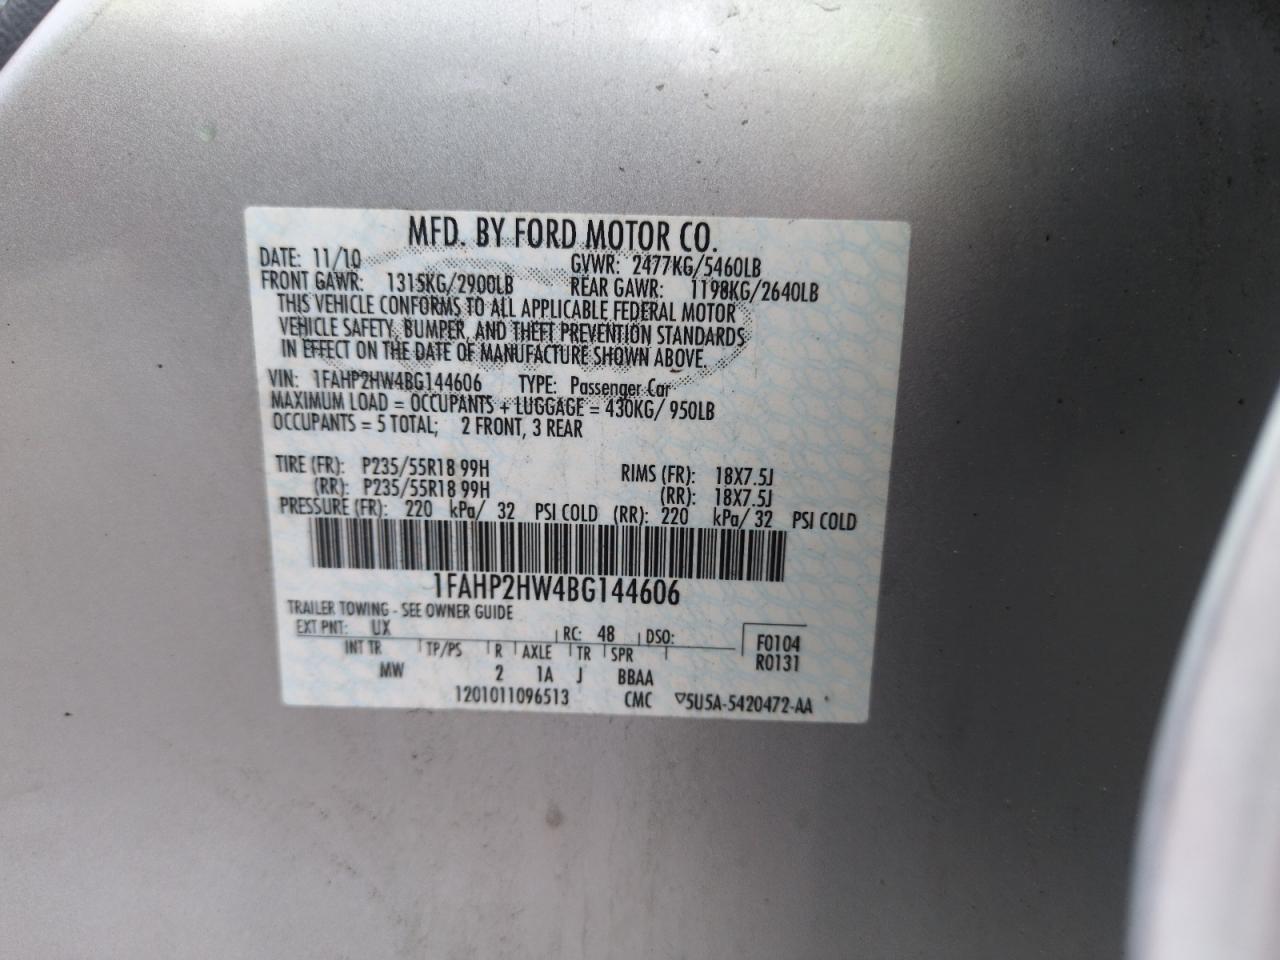 MFD. BY FORD MOTOR CO.
DATE: 11/10 GVWR: 2477KG/5460LB
FRONT GAWR: 1315KG/2900LB REAR GAWR: 1198KG/2640LB
THIS VEHICLE CONFORMS TO ALL APPLICABLE FEDERAL MOTOR
VEHICLE SAFETY, BUMPER, AND THEFT PREVENTION STANDARDS
IN EFFECT ON THE DATE OF MANUFACTURE SHOWN ABOVE.
VIN: 1FAHP2HW4BG144606 TYPE: Passenger Car
MAXIMUM LOAD = OCCUPANTS + LUGGAGE = 430KG/ 950LB
OCCUPANTS = 5 TOTAL; 2 FRONT, 3 REAR
TIRE (FR): P235/55R18 99H RIMS (FR): 18X7.5J
(RR): P235/55R18 99H (RR): 18X7.5J
PRESSURE (FR): 220 kPa/ 32 PSI COLD (RR): 220 kPa/ 32 PSI COLD
1FAHP2HW4BG144606
TRAILER TOWING - SEE OWNER GUIDE
EXT PNT: UX RC: 48 DSO: F0104
INT TR TP/PS R AXLE TR SPR R0131
MW 2 1A J BBAA
1201011096513 CMC ▽5U5A-5420472-AA